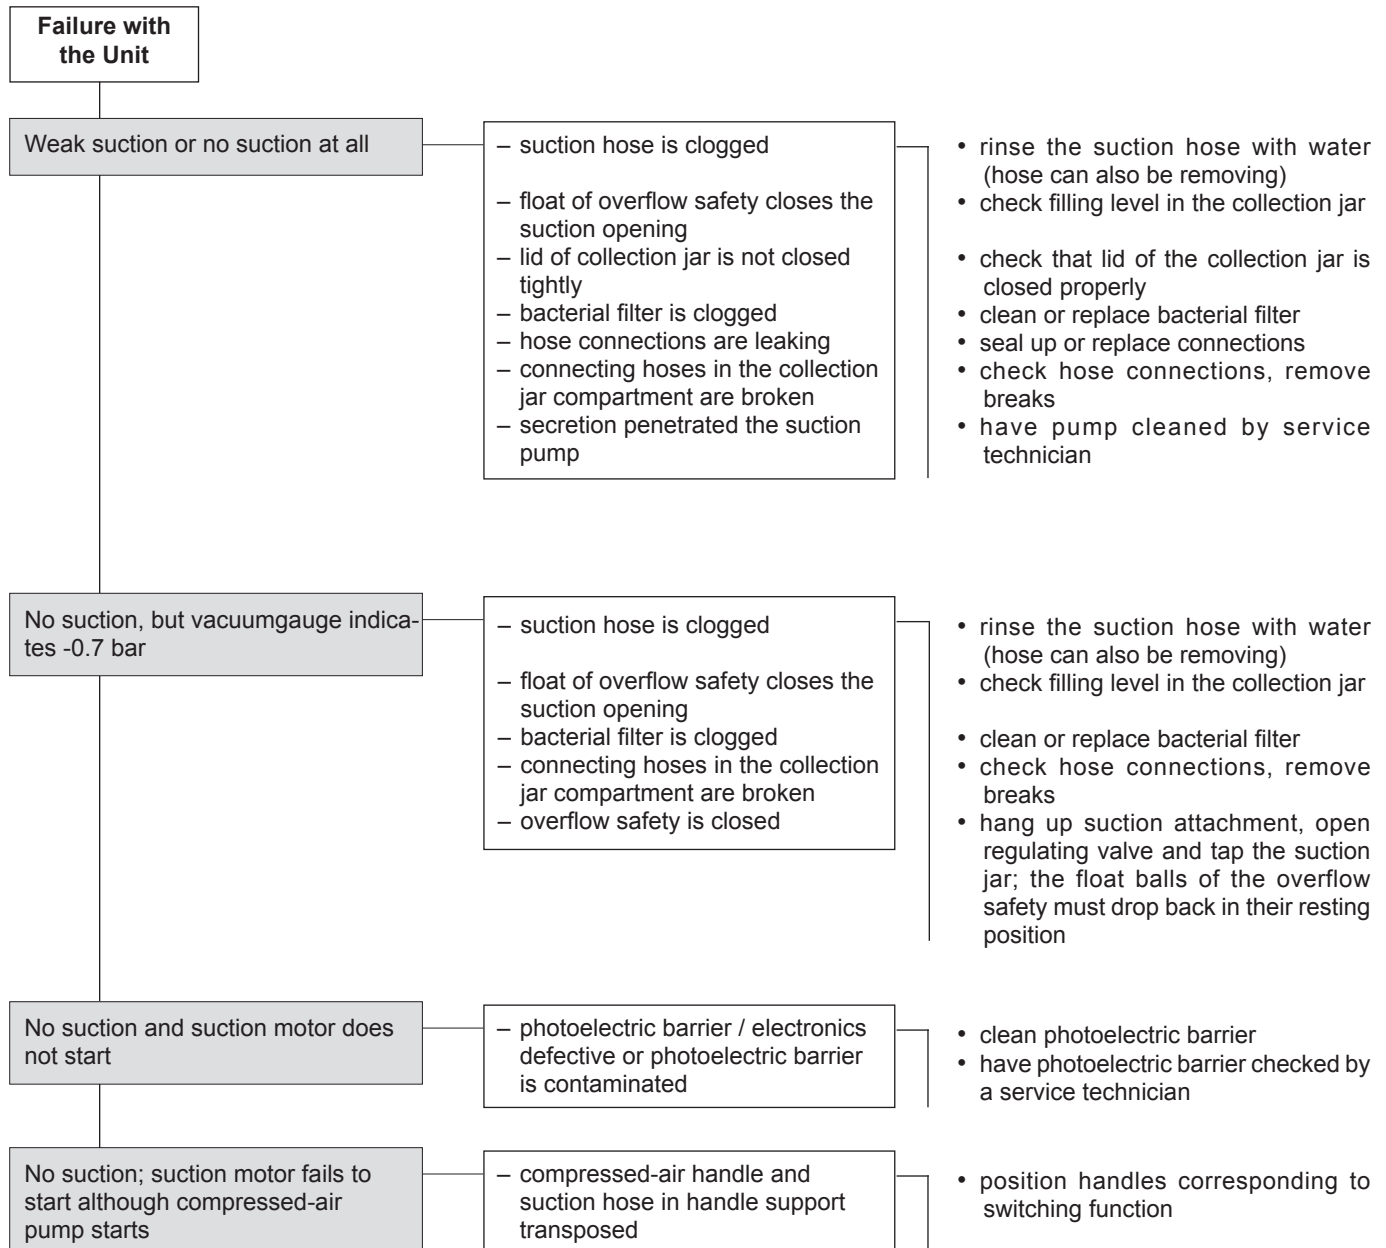 Failure with
the Unit
Weak suction or no suction at all
– suction hose is clogged
– float of overflow safety closes the
suction opening
– lid of collection jar is not closed
tightly
– bacterial filter is clogged
– hose connections are leaking
– connecting hoses in the collection
jar compartment are broken
– secretion penetrated the suction
pump
• rinse the suction hose with water
(hose can also be removing)
• check filling level in the collection jar
• check that lid of the collection jar is
closed properly
• clean or replace bacterial filter
• seal up or replace connections
• check hose connections, remove
breaks
• have pump cleaned by service
technician
No suction, but vacuumgauge indica-
tes -0.7 bar
– suction hose is clogged
– float of overflow safety closes the
suction opening
– bacterial filter is clogged
– connecting hoses in the collection
jar compartment are broken
– overflow safety is closed
• rinse the suction hose with water
(hose can also be removing)
• check filling level in the collection jar
• clean or replace bacterial filter
• check hose connections, remove
breaks
• hang up suction attachment, open
regulating valve and tap the suction
jar; the float balls of the overflow
safety must drop back in their resting
position
No suction and suction motor does
not start
– photoelectric barrier / electronics
defective or photoelectric barrier
is contaminated
• clean photoelectric barrier
• have photoelectric barrier checked by
a service technician
No suction; suction motor fails to
start although compressed-air
pump starts
– compressed-air handle and
suction hose in handle support
transposed
• position handles corresponding to
switching function